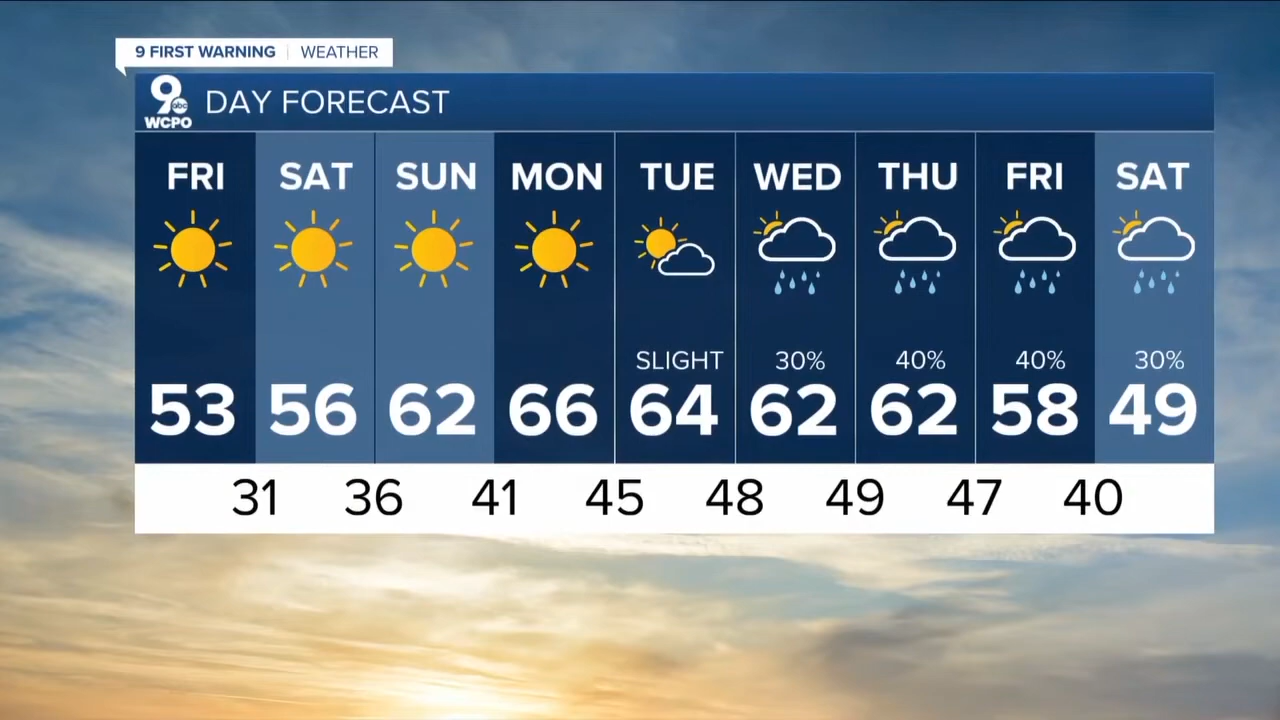 9 FIRST WARNING | WEATHER
9 abc DAY FORECAST
WCPO
FRI SAT SUN MON TUE WED THU FRI SAT
SLIGHT 30% 40% 40% 30%
53 56 62 66 64 62 62 58 49
31 36 41 45 48 49 47 40